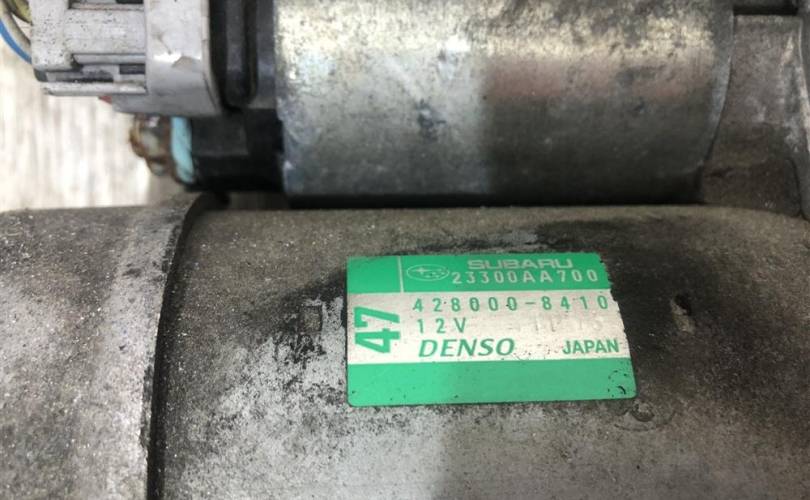 SUBARU
23300AA700
47
428000-8410
12V
DENSO JAPAN